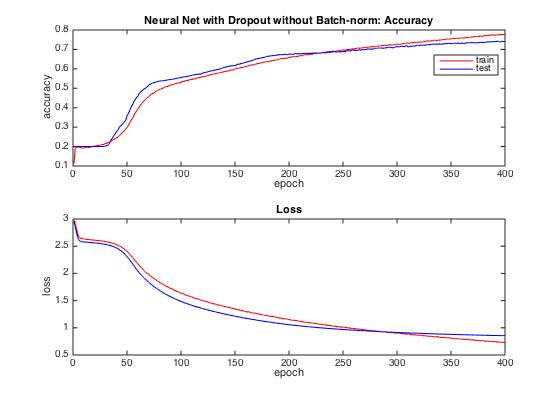 Neural Net with Dropout without Batch-norm: Accuracy
0.8
0.7
0.6
0.5
0.4
0.3
0.2
0.1
accuracy
train
test
0 50 100 150 200 250 300 350 400
epoch
Loss
3
2.5
2
1.5
1
0.5
loss
0 50 100 150 200 250 300 350 400
epoch